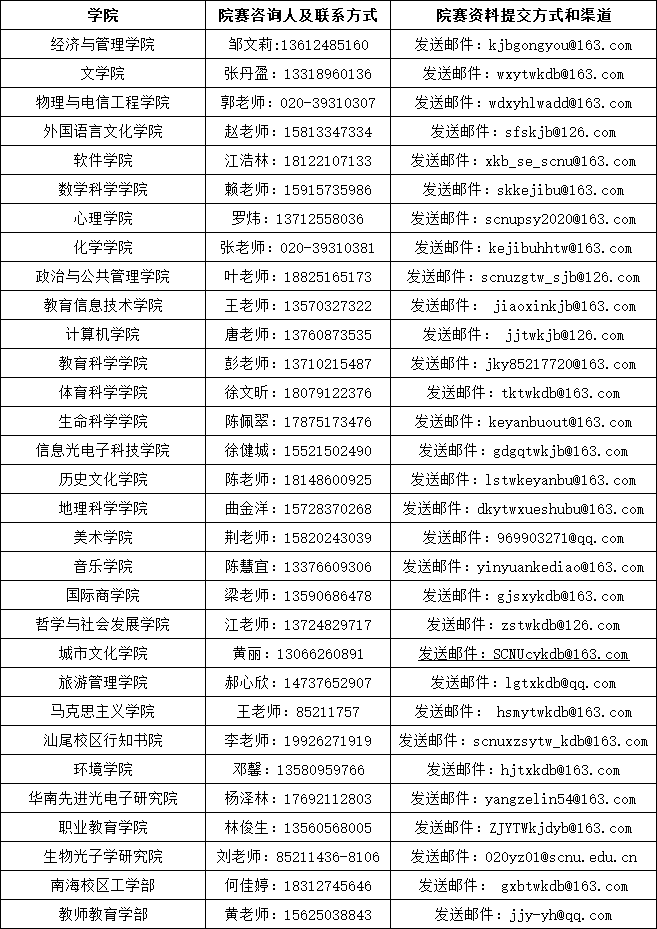 学院 院赛咨询人及联系方式 院赛资料提交方式和渠道
经济与管理学院 邹文莉:13612485160 发送邮件：kjbgongyou@163.com
文学院 张丹盈：13318960136 发送邮件：wxytwkdb@163.com
物理与电信工程学院 郭老师：020-39310307 发送邮件：wdxyhlwadd@163.com
外国语言文化学院 赵老师：15813347334 发送邮件：sfskjb@126.com
软件学院 江浩林：18122107133 发送邮件：xkb_se_scnu@163.com
数学科学学院 赖老师：15915735986 发送邮件：skkejibu@163.com
心理学院 罗炜：13712558036 发送邮件：scnupsy2020@163.com
化学学院 张老师：020-39310381 发送邮件：kejibuhhtw@163.com
政治与公共管理学院 叶老师：18825165173 发送邮件：scnuzgtw_sjb@126.com
教育信息技术学院 王老师：13570327322 发送邮件： jiaoxinkjb@163.com
计算机学院 唐老师：13760873535 发送邮件： jjtwkjb@126.com
教育科学学院 彭老师：13710215487 发送邮件：jky85217720@163.com
体育科学学院 徐文昕：18079122376 发送邮件：tktwkdb@163.com
生命科学学院 陈佩翠：17875173476 发送邮件：keyanbuout@163.com
信息光电子科技学院 徐健城：15521502490 发送邮件：gdgqtwkjb@163.com
历史文化学院 陈老师：18148600925 发送邮件：lstwkeyanbu@163.com
地理科学学院 曲金洋：15728370268 发送邮件：dkytwxueshubu@163.com
美术学院 荆老师：15820243039 发送邮件：969903271@qq.com
音乐学院 陈慧宜：13376609306 发送邮件：yinyuankediao@163.com
国际商学院 梁老师：13590686478 发送邮件：gjsxykdb@163.com
哲学与社会发展学院 江老师：13724829717 发送邮件：zstwkdb@126.com
城市文化学院 黄丽：13066260891 发送邮件：SCNUcykdb@163.com
旅游管理学院 郝心欣：14737652907 发送邮件：lgtxkdb@qq.com
马克思主义学院 王老师：85211757 发送邮件： hsmytwkdb@163.com
汕尾校区行知书院 李老师：19926271919 发送邮件：scnuxzsytw_kdb@163.com
环境学院 邓馨：13580959766 发送邮件：hjtxkdb@163.com
华南先进光电子研究院 杨泽林：17692112803 发送邮件：yangzelin54@163.com
职业教育学院 林俊生：13560568005 发送邮件：ZJYTWkjdyb@163.com
生物光子学研究院 刘老师：85211436-8106 发送邮件：020yz01@scnu.edu.cn
南海校区工学部 何佳婷：18312745646 发送邮件： gxbtwkdb@163.com
教师教育学部 黄老师：15625038843 发送邮件：jjy-yh@qq.com